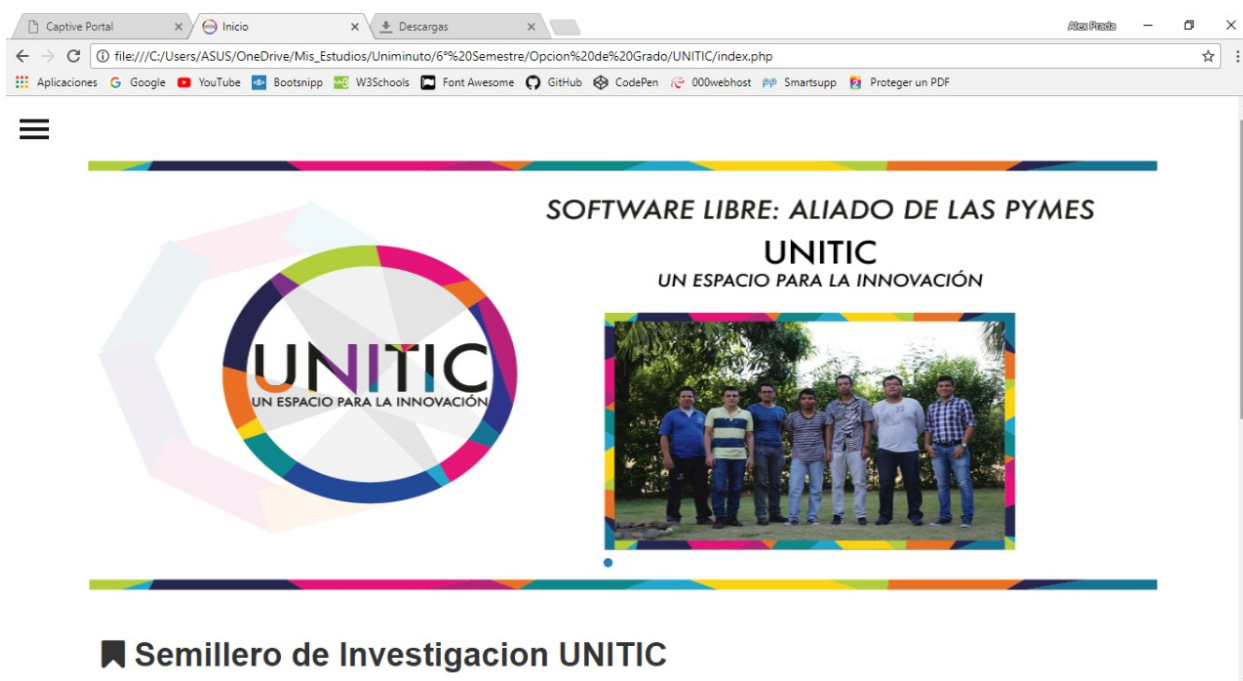 Captive Portal
Inicio
Descargas
Alex Prada
file:///C:/Users/ASUS/OneDrive/Mis_Estudios/Uniminuto/6°%20Semestre/Opcion%20de%20Grado/UNITIC/index.php
Aplicaciones Google YouTube Bootsnipp W3Schools Font Awesome GitHub CodePen 000webhost Smartsupp Proteger un PDF
SOFTWARE LIBRE: ALIADO DE LAS PYMES
UNITIC
UN ESPACIO PARA LA INNOVACIÓN
UNITIC
UN ESPACIO PARA LA INNOVACIÓN
Semillero de Investigacion UNITIC